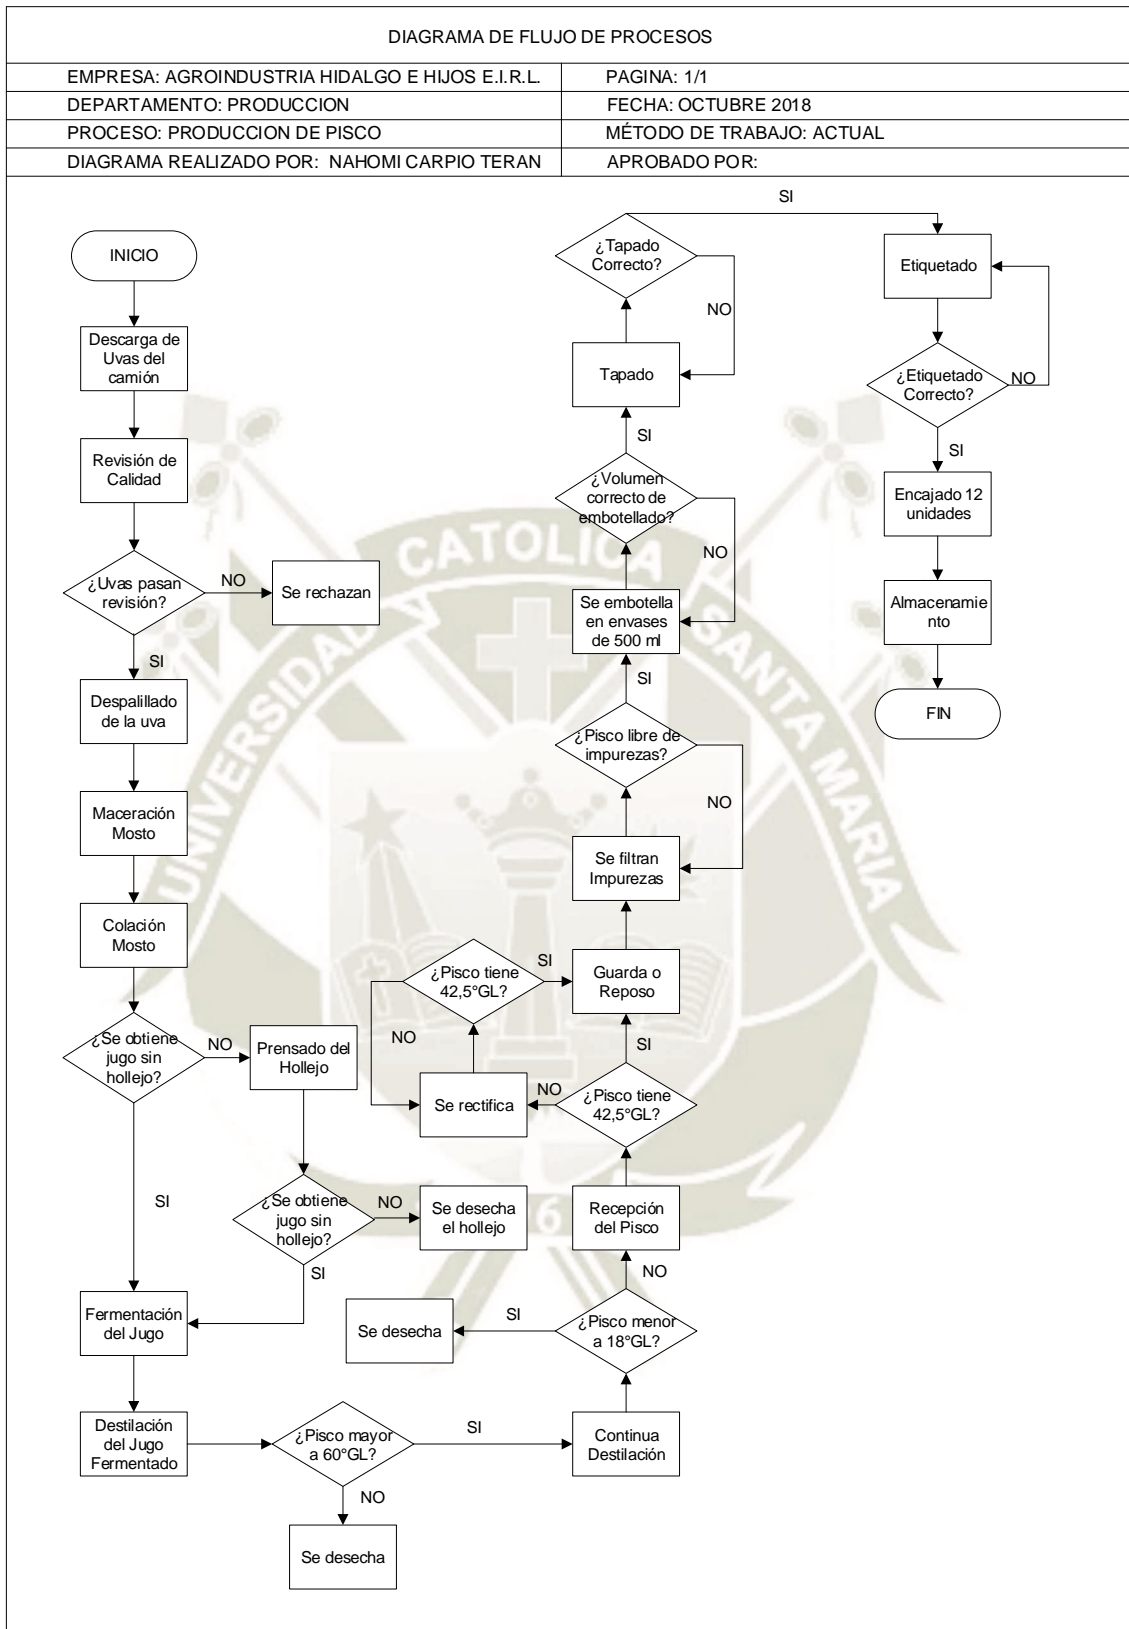 DIAGRAMA DE FLUJO DE PROCESOS
EMPRESA: AGROINDUSTRIA HIDALGO E HIJOS E.I.R.L.
PAGINA: 1/1
DEPARTAMENTO: PRODUCCION
FECHA: OCTUBRE 2018
PROCESO: PRODUCCION DE PISCO
MÉTODO DE TRABAJO: ACTUAL
DIAGRAMA REALIZADO POR: NAHOMI CARPIO TERAN
APROBADO POR:
INICIO
Descarga de
Uvas del
camión
Revisión de
Calidad
¿Uvas pasan
revisión?
NO
Se rechazan
SI
Despalillado
de la uva
Maceración
Mosto
Colación
Mosto
¿Se obtiene
jugo sin
hollejo?
NO
Prensado del
Hollejo
SI
¿Se obtiene
jugo sin
hollejo?
NO
Se desecha
el hollejo
SI
Fermentación
del Jugo
Destilación
del Jugo
Fermentado
¿Pisco mayor
a 60°GL?
NO
Se desecha
SI
Continua
Destilación
¿Pisco menor
a 18°GL?
SI
Se desecha
NO
Recepción
del Pisco
¿Pisco tiene
42,5°GL?
NO
Se rectifica
¿Pisco tiene
42,5°GL?
NO
SI
SI
Guarda o
Reposo
Se filtran
Impurezas
¿Pisco libre de
impurezas?
NO
SI
Se embotella
en envases
de 500 ml
¿Volumen
correcto de
embotellado?
NO
SI
Tapado
¿Tapado
Correcto?
NO
SI
Etiquetado
¿Etiquetado
Correcto?
NO
SI
Encajado 12
unidades
Almacenamie
nto
FIN
UNIVERSIDAD CATOLICA SANTA MARIA